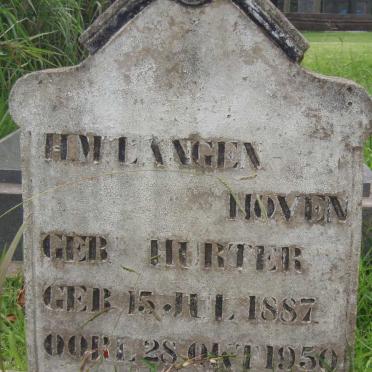 H M LANGEN
HOVEN
GEB HURTER
GEB 15 JUL 1887
OORL 28 OKT 1950